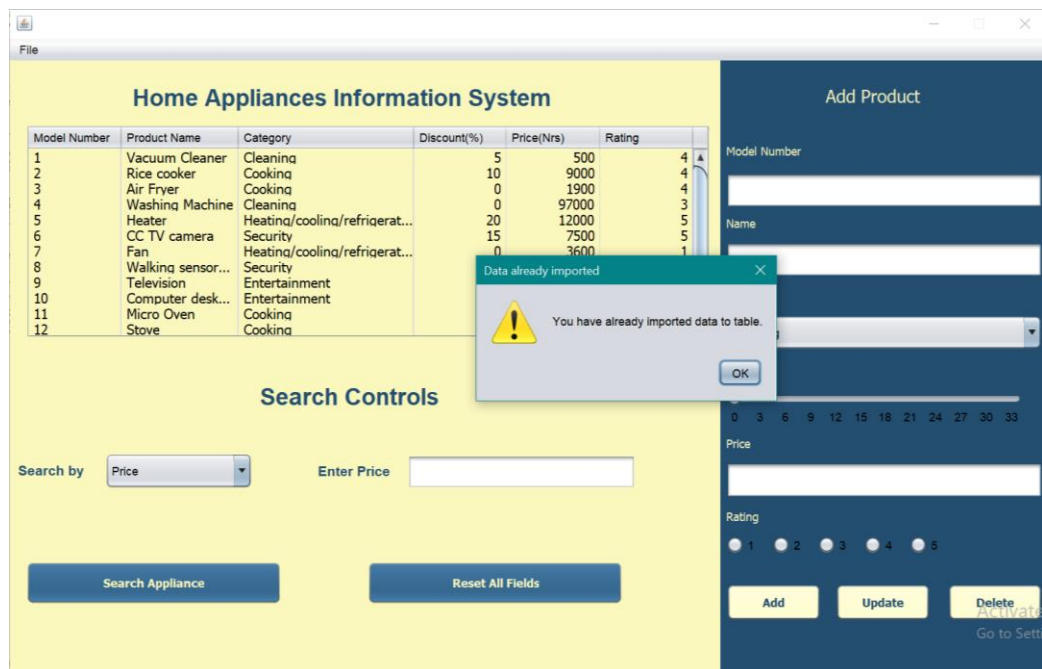 File
Home Appliances Information System
Model Number Product Name Category Discount(%) Price(Nrs) Rating
1 Vacuum Cleaner Cleaning 5 500 4
2 Rice cooker Cooking 10 9000 4
3 Air Fryer Cooking 0 1900 4
4 Washing Machine Cleaning 0 97000 3
5 Heater Heating/cooling/refrigerat... 20 12000 5
6 CC TV camera Security 15 7500 5
7 Fan Heating/cooling/refrigerat... 0 3600 1
8 Walking sensor... Security
9 Television Entertainment
10 Computer desk... Entertainment
11 Micro Oven Cooking
12 Stove Cooking
Data already imported
You have already imported data to table.
OK
Search Controls
Search by Price Enter Price
Search Appliance Reset All Fields
Add Product
Model Number
Name
0 3 6 9 12 15 18 21 24 27 30 33
Price
Rating
1 2 3 4 5
Add Update Delete
Activate
Go to Sett